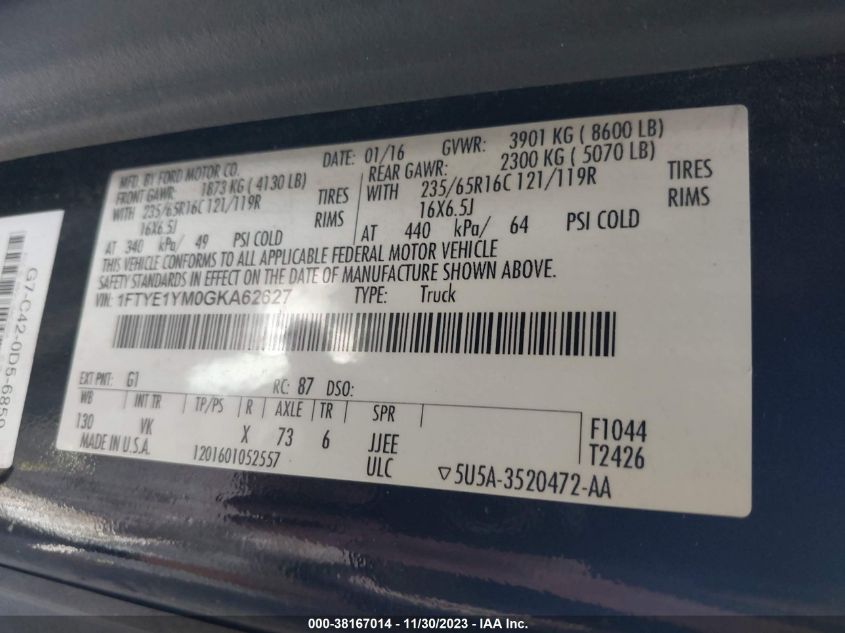 MFD. BY FORD MOTOR CO.
DATE: 01/16 GVWR: 3901 KG ( 8600 LB)
FRONT GAWR: 1873 KG ( 4130 LB)
REAR GAWR: 2300 KG ( 5070 LB)
WITH 235/65R16C 121/119R TIRES
WITH 235/65R16C 121/119R TIRES
16X6.5J RIMS
16X6.5J RIMS
AT 340 kPa/ 49 PSI COLD
AT 440 kPa/ 64 PSI COLD
THIS VEHICLE CONFORMS TO ALL APPLICABLE FEDERAL MOTOR VEHICLE
SAFETY STANDARDS IN EFFECT ON THE DATE OF MANUFACTURE SHOWN ABOVE.
VIN: 1FTYE1YM0GKA62627 TYPE: Truck
EXT PNT: G1 RC: 87 DSO:
WB INT TR TP/PS R AXLE TR SPR
130 VK X 73 6 JJEE
F1044
T2426
MADE IN U.S.A. 1201601052557 ULC
▽5U5A-3520472-AA
G7-C42-0D5-6850
000-38167014 - 11/30/2023 - IAA Inc.